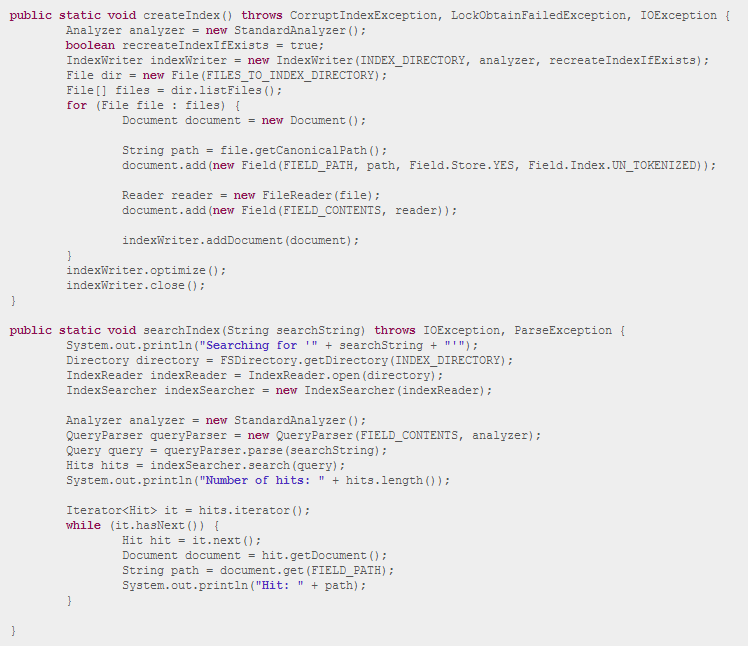 public static void createIndex() throws CorruptIndexException, LockObtainFailedException, IOException {
        Analyzer analyzer = new StandardAnalyzer();
        boolean recreateIndexIfExists = true;
        IndexWriter indexWriter = new IndexWriter(INDEX_DIRECTORY, analyzer, recreateIndexIfExists);
        File dir = new File(FILES_TO_INDEX_DIRECTORY);
        File[] files = dir.listFiles();
        for (File file : files) {
                Document document = new Document();

                String path = file.getCanonicalPath();
                document.add(new Field(FIELD_PATH, path, Field.Store.YES, Field.Index.UN_TOKENIZED));

                Reader reader = new FileReader(file);
                document.add(new Field(FIELD_CONTENTS, reader));

                indexWriter.addDocument(document);
        }
        indexWriter.optimize();
        indexWriter.close();
}

public static void searchIndex(String searchString) throws IOException, ParseException {
        System.out.println("Searching for '" + searchString + "'");
        Directory directory = FSDirectory.getDirectory(INDEX_DIRECTORY);
        IndexReader indexReader = IndexReader.open(directory);
        IndexSearcher indexSearcher = new IndexSearcher(indexReader);

        Analyzer analyzer = new StandardAnalyzer();
        QueryParser queryParser = new QueryParser(FIELD_CONTENTS, analyzer);
        Query query = queryParser.parse(searchString);
        Hits hits = indexSearcher.search(query);
        System.out.println("Number of hits: " + hits.length());

        Iterator<Hit> it = hits.iterator();
        while (it.hasNext()) {
                Hit hit = it.next();
                Document document = hit.getDocument();
                String path = document.get(FIELD_PATH);
                System.out.println("Hit: " + path);
        }

}